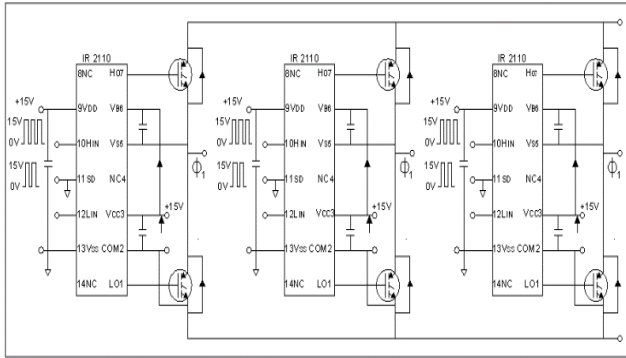 IR 2110
8NC HO7
+15V
9VDD VB6
15V
0V
10HIN VS5
15V
0V
11SD NC4
ϕ1
+15V
12LIN VCC3
13VSS COM2
14NC LO1
IR 2110
8NC HO7
+15V
9VDD VB6
15V
0V
10HIN VS5
15V
0V
11SD NC4
ϕ1
+15V
12LIN VCC3
13VSS COM2
14NC LO1
IR 2110
8NC HO7
+15V
9VDD VB6
15V
0V
10HIN VS5
15V
0V
11SD NC4
ϕ1
+15V
12LIN VCC3
13VSS COM2
14NC LO1